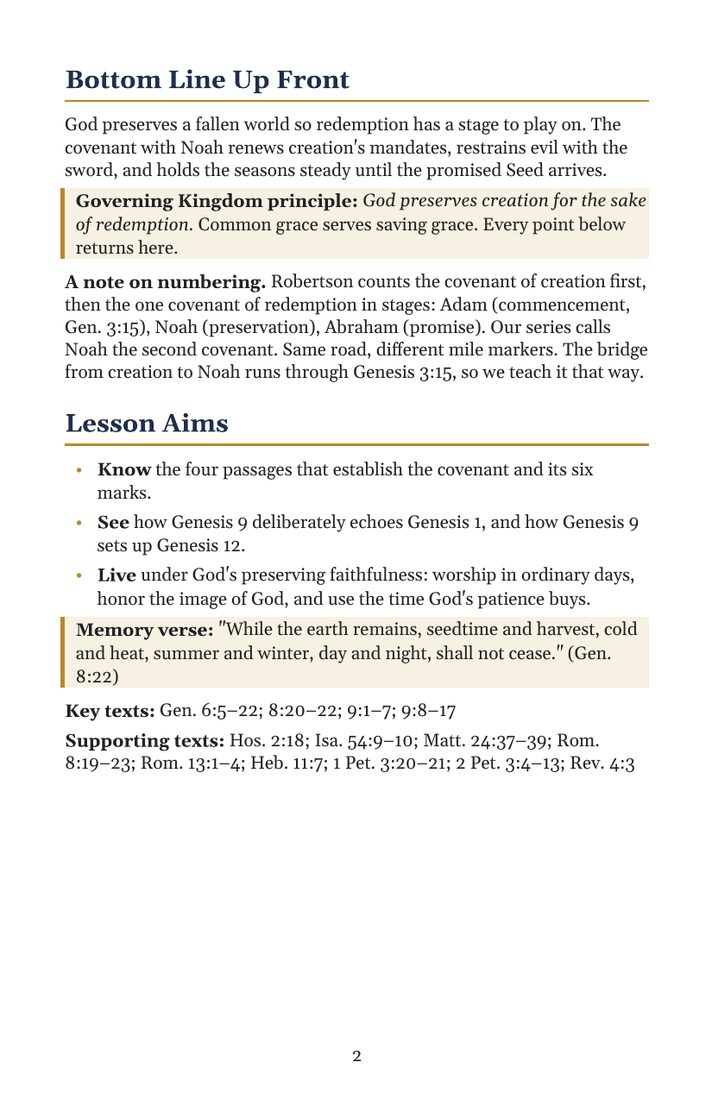 Bottom Line Up Front
God preserves a fallen world so redemption has a stage to play on. The
covenant with Noah renews creation's mandates, restrains evil with the
sword, and holds the seasons steady until the promised Seed arrives.
Governing Kingdom principle: God preserves creation for the sake
of redemption. Common grace serves saving grace. Every point below
returns here.
A note on numbering. Robertson counts the covenant of creation first,
then the one covenant of redemption in stages: Adam (commencement,
Gen. 3:15), Noah (preservation), Abraham (promise). Our series calls
Noah the second covenant. Same road, different mile markers. The bridge
from creation to Noah runs through Genesis 3:15, so we teach it that way.
Lesson Aims
• Know the four passages that establish the covenant and its six
marks.
• See how Genesis 9 deliberately echoes Genesis 1, and how Genesis 9
sets up Genesis 12.
• Live under God's preserving faithfulness: worship in ordinary days,
honor the image of God, and use the time God's patience buys.
Memory verse: "While the earth remains, seedtime and harvest, cold
and heat, summer and winter, day and night, shall not cease." (Gen.
8:22)
Key texts: Gen. 6:5–22; 8:20–22; 9:1–7; 9:8–17
Supporting texts: Hos. 2:18; Isa. 54:9–10; Matt. 24:37–39; Rom.
8:19–23; Rom. 13:1–4; Heb. 11:7; 1 Pet. 3:20–21; 2 Pet. 3:4–13; Rev. 4:3
2